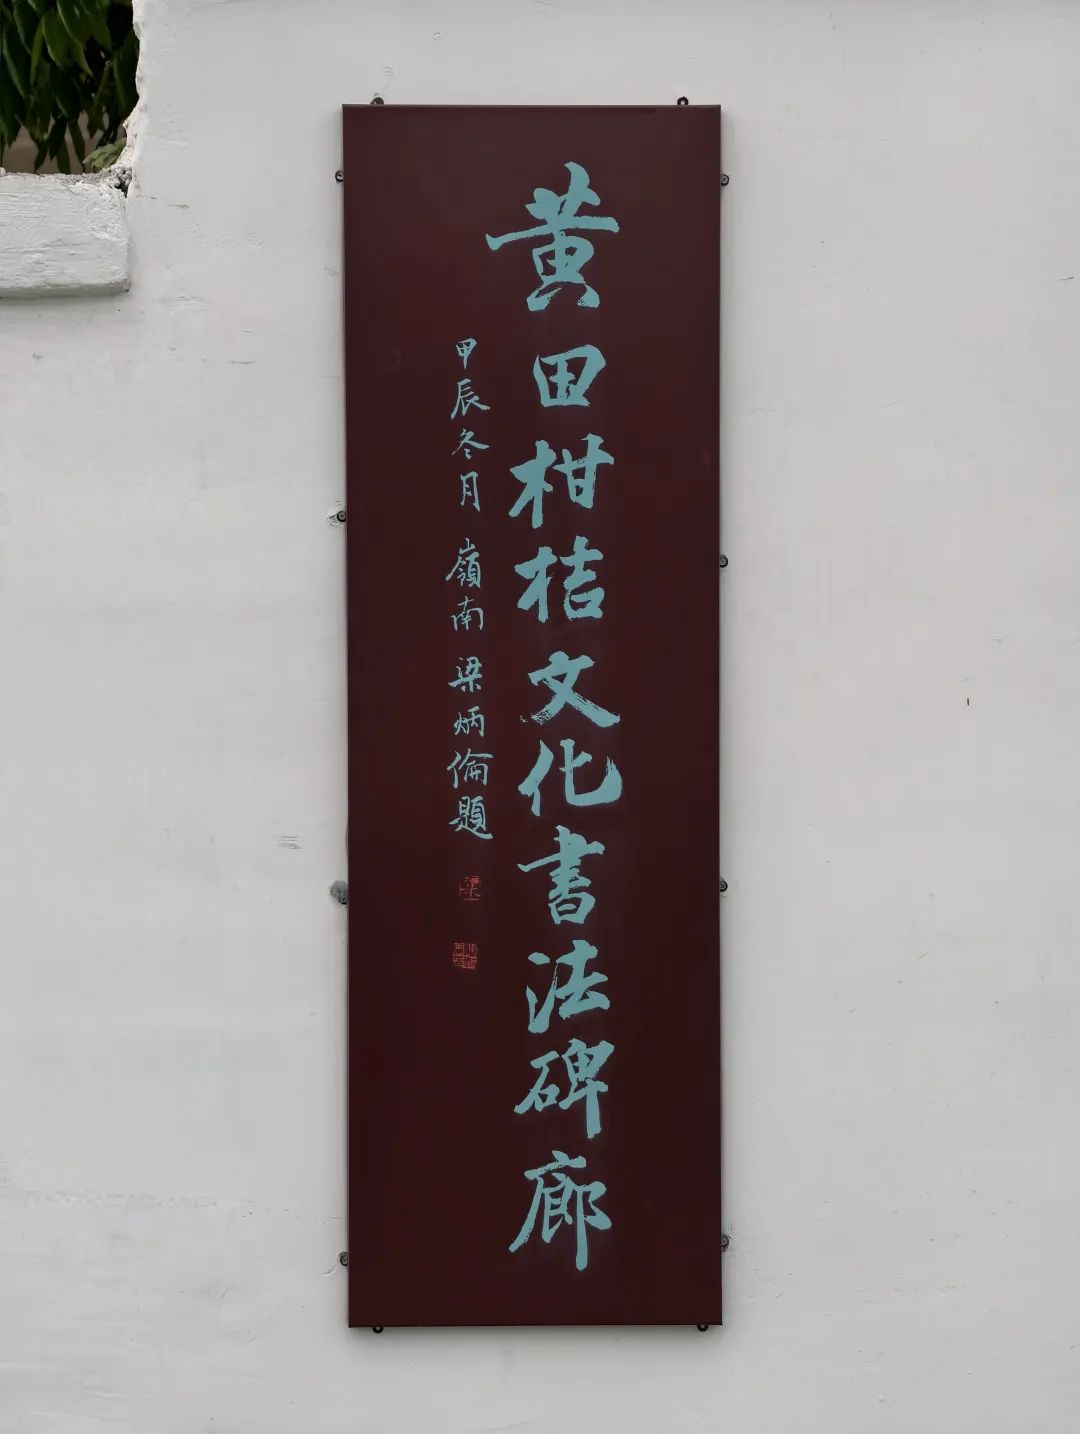 黃田柑桔文化書法碑廊
甲辰冬月 嶺南 梁炳倫題